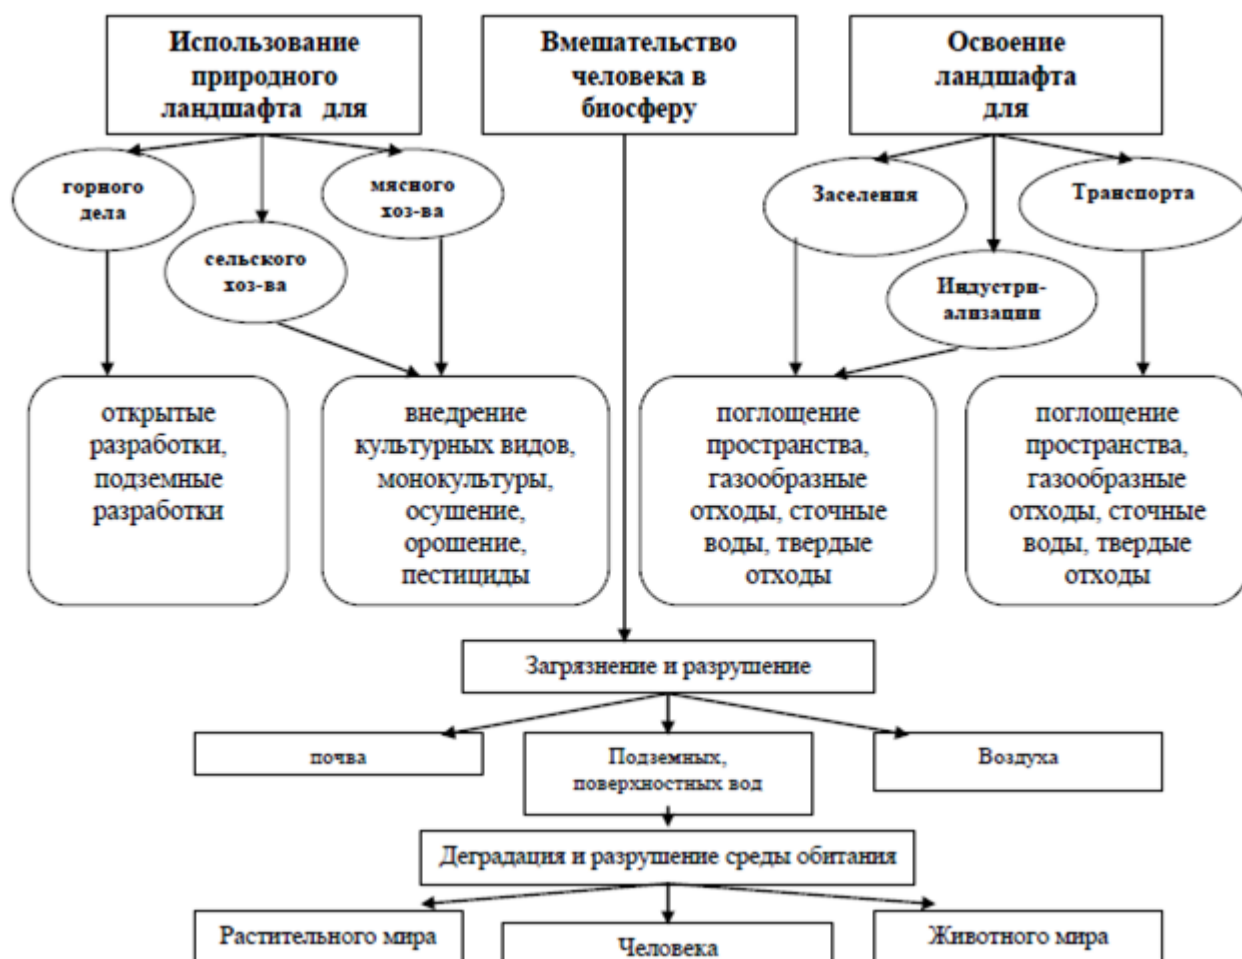 Использование
природного
ландшафта для
Вмешательство
человека в
биосферу
Освоение
ландшафта
для
горного
дела
мясного
хоз-ва
сельского
хоз-ва
Заселения
Транспорта
Индустри-
ализации
открытые
разработки,
подземные
разработки
внедрение
культурных видов,
монокультуры,
осушение,
орошение,
пестициды
поглощение
пространства,
газообразные
отходы, сточные
воды, твердые
отходы
поглощение
пространства,
газообразные
отходы, сточные
воды, твердые
отходы
Загрязнение и разрушение
почва
Подземных,
поверхностных вод
Воздуха
Деградация и разрушение среды обитания
Растительного мира
Человека
Животного мира